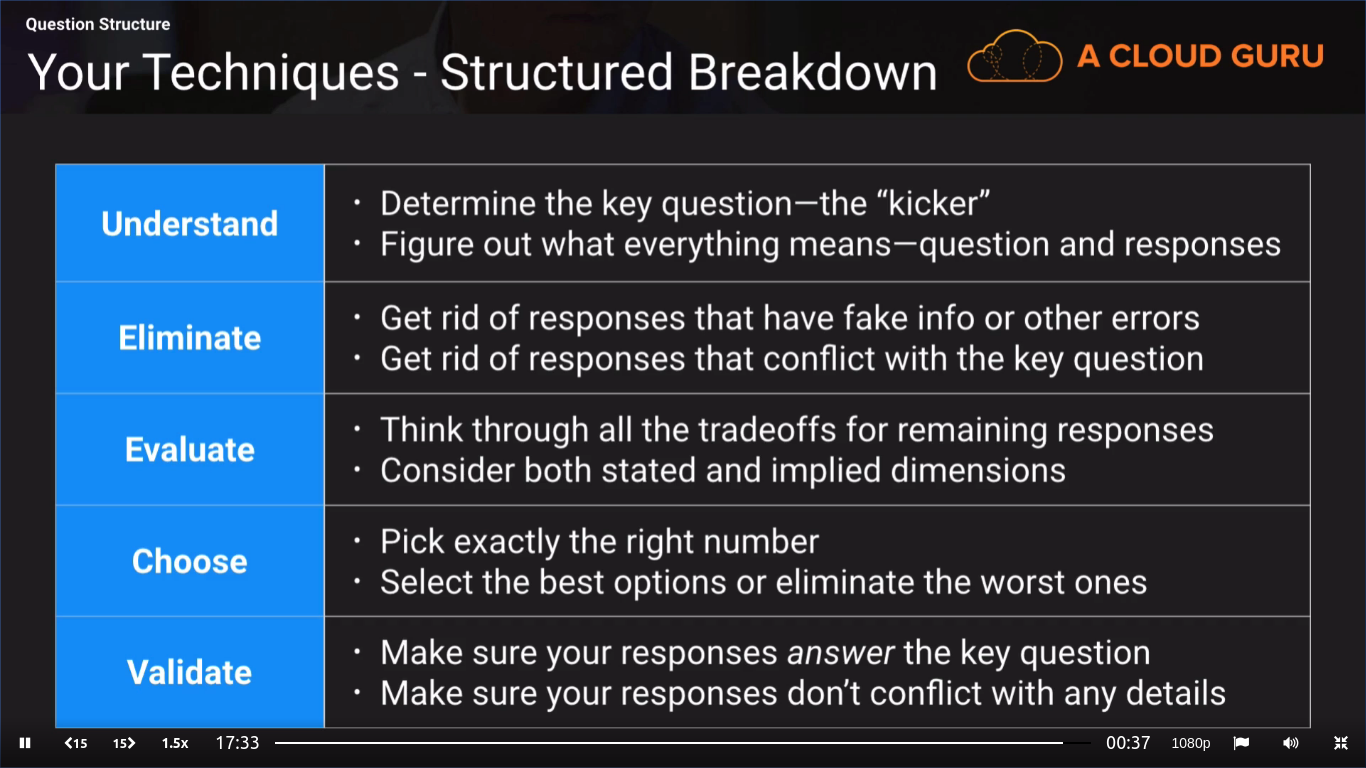 Question Structure
Your Techniques - Structured Breakdown
A CLOUD GURU
Understand
• Determine the key question—the “kicker”
• Figure out what everything means—question and responses
Eliminate
• Get rid of responses that have fake info or other errors
• Get rid of responses that conflict with the key question
Evaluate
• Think through all the tradeoffs for remaining responses
• Consider both stated and implied dimensions
Choose
• Pick exactly the right number
• Select the best options or eliminate the worst ones
Validate
• Make sure your responses answer the key question
• Make sure your responses don’t conflict with any details
15 15 1.5x 17:33 00:37 1080p